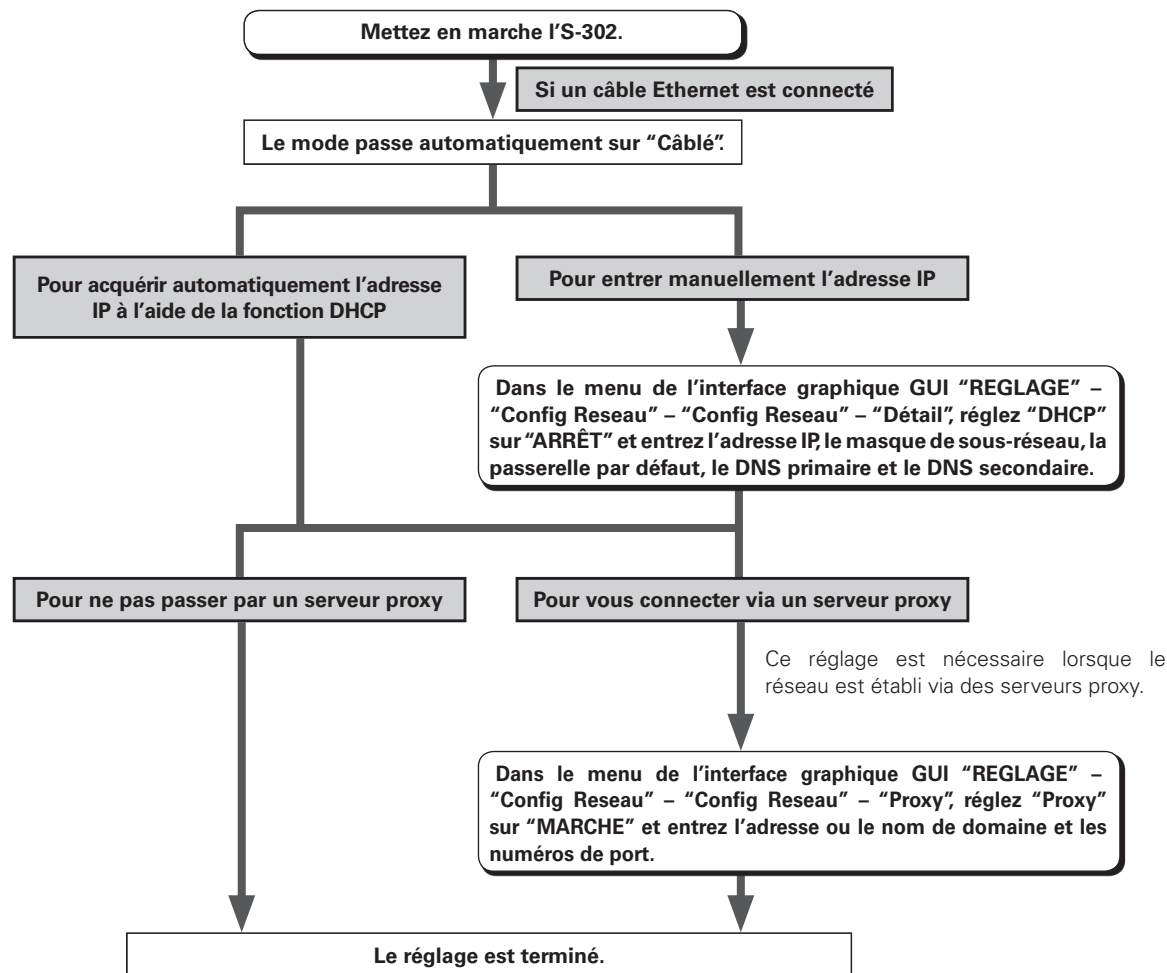 Mettez en marche l'S-302.
Si un câble Ethernet est connecté
Le mode passe automatiquement sur “Câblé”.
Pour acquérir automatiquement l'adresse
IP à l'aide de la fonction DHCP
Pour entrer manuellement l'adresse IP
Dans le menu de l'interface graphique GUI “REGLAGE” –
“Config Reseau” – “Config Reseau” – “Détail”, réglez “DHCP”
sur “ARRÊT” et entrez l'adresse IP, le masque de sous-réseau, la
passerelle par défaut, le DNS primaire et le DNS secondaire.
Pour ne pas passer par un serveur proxy
Pour vous connecter via un serveur proxy
Ce réglage est nécessaire lorsque le
réseau est établi via des serveurs proxy.
Dans le menu de l'interface graphique GUI “REGLAGE” –
“Config Reseau” – “Config Reseau” – “Proxy”, réglez “Proxy”
sur “MARCHE” et entrez l'adresse ou le nom de domaine et les
numéros de port.
Le réglage est terminé.